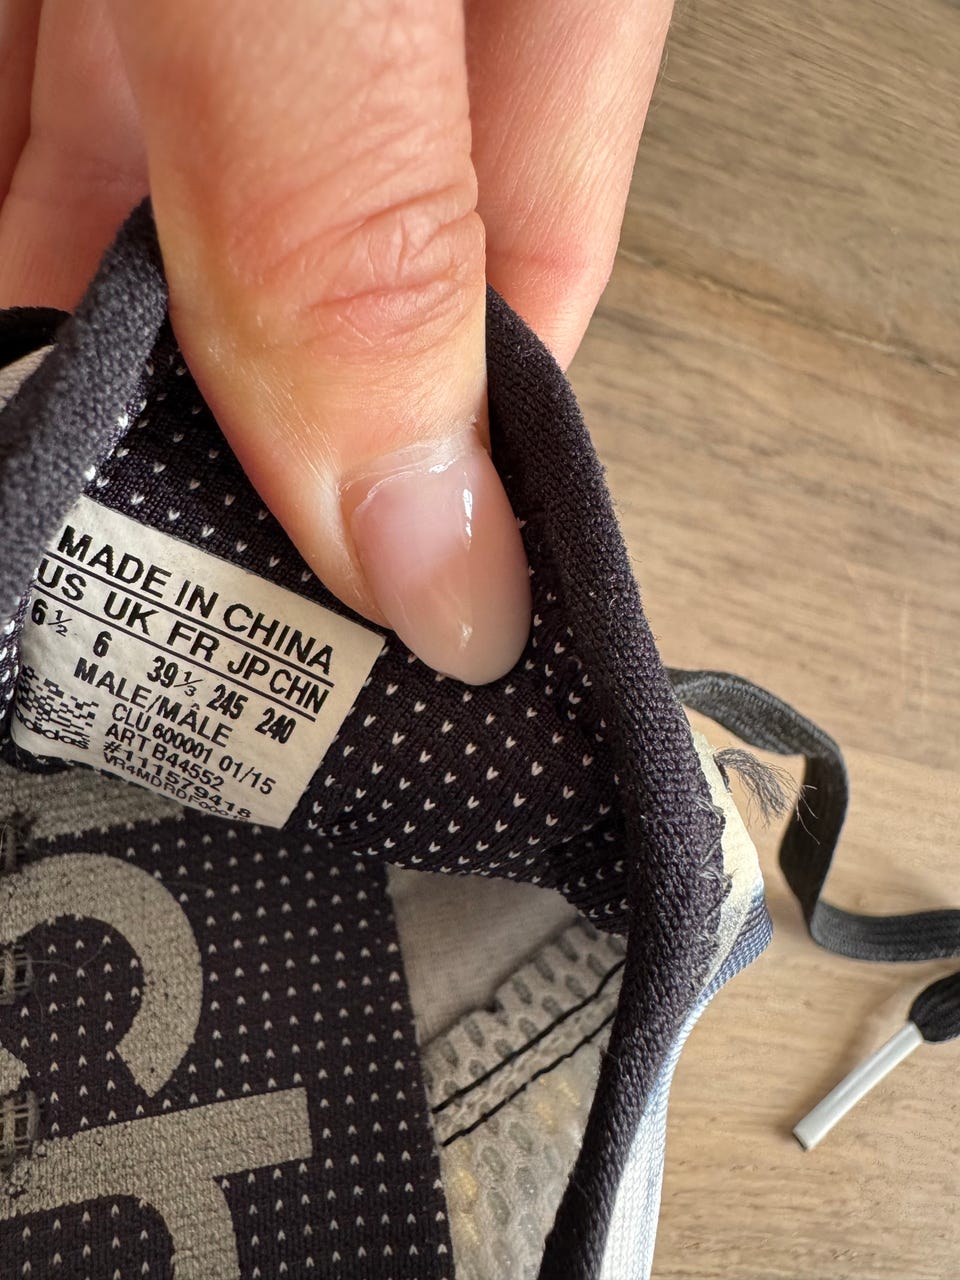 MADE IN CHINA
US UK FR JP CHN
6½ 6 39⅓ 245 240
MALE/MÂLE
CLU 600001 01/15
ART B44552
#111579418
adidas